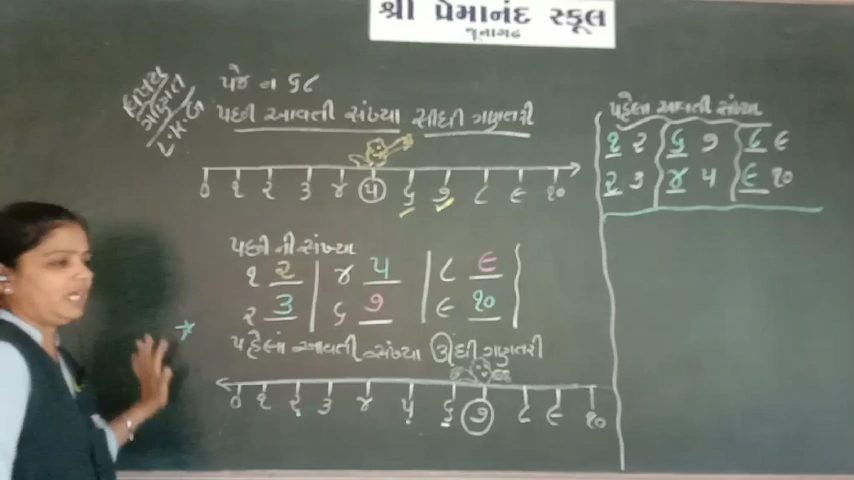 શ્રી પ્રેમાનંદ સ્કૂલ
જૂનાગઢ
વિષય
ગણિત
L.K.G
પેજ નં ૬૮
પછી આવતી સંખ્યા સીધી ગણતરી
૦ ૧ ૨ ૩ ૪ ૫ ૬ ૭ ૮ ૯ ૧૦
પછી ની સંખ્યા
૧ ૨ ૪ ૫ ૮ ૯
૨ ૩ ૬ ૭ ૯ ૧૦
પહેલાં આવતી સંખ્યા ઊંધી ગણતરી
૦ ૧ ૨ ૩ ૪ ૫ ૬ ૭ ૮ ૯ ૧૦
પહેલા આવતી સંખ્યા
૧ ૨ ૬ ૭ ૮ ૯
૨ ૩ ૪ ૫ ૯ ૧૦